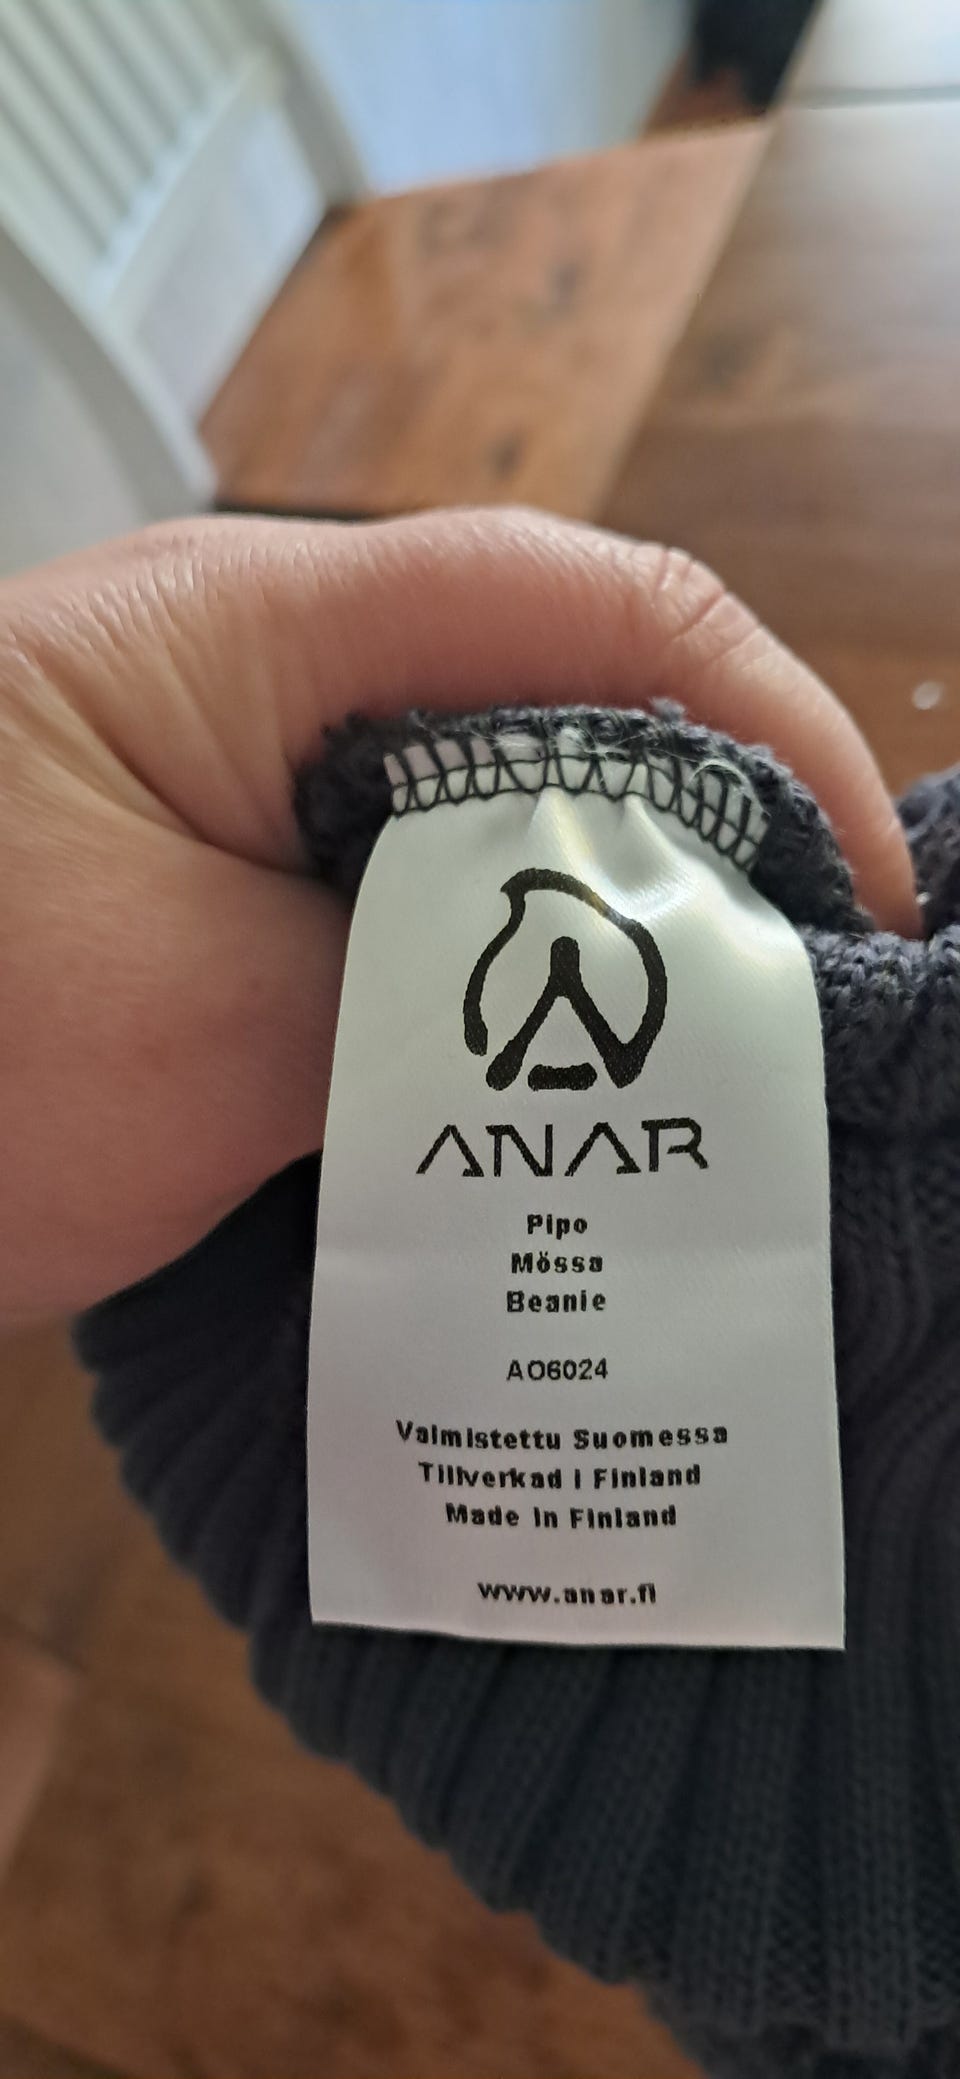 ANAR
Pipo
Mössa
Beanie
AO6024
Valmistettu Suomessa
Tillverkad i Finland
Made in Finland
www.anar.fi